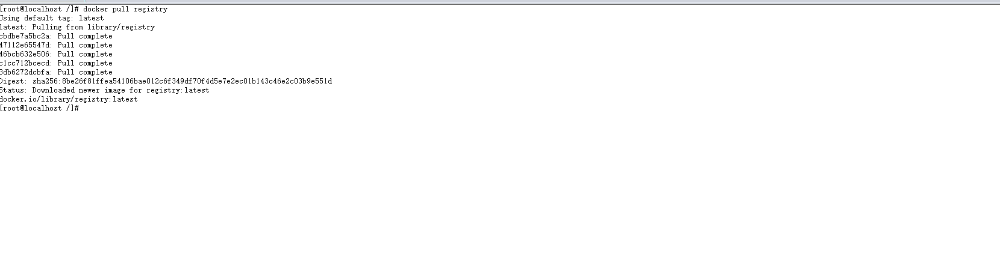 [root@localhost /]# docker pull registry
Using default tag: latest
latest: Pulling from library/registry
cbdbe7a5bc2a: Pull complete
47112e65547d: Pull complete
46bcb632e506: Pull complete
c1cc712bcecd: Pull complete
3db6272dcbfa: Pull complete
Digest: sha256:8be26f81ffea54106bae012c6f349df70f4d5e7e2ec01b143c46e2c03b9e551d
Status: Downloaded newer image for registry:latest
docker.io/library/registry:latest
[root@localhost /]#